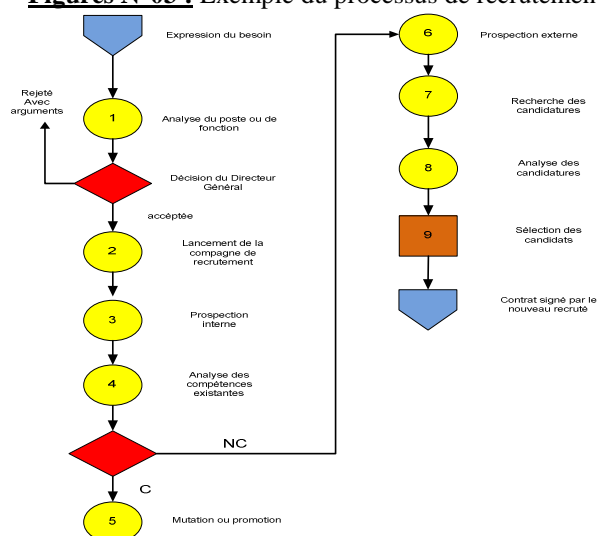 Figures N°03 : Exemple du processus de recrutemen
Expression du besoin
Rejeté
Avec
arguments
1
Analyse du poste ou de
fonction
Décision du Directeur
Général
accéptée
2
Lancement de la
compagne de
recrutement
3
Prospection
interne
4
Analyse des
compétences
existantes
NC
C
5
Mutation ou promotion
6
Prospection externe
7
Recherche des
candidatures
8
Analyse des
candidatures
9
Sélection des
candidats
Contrat signé par le
nouveau recruté